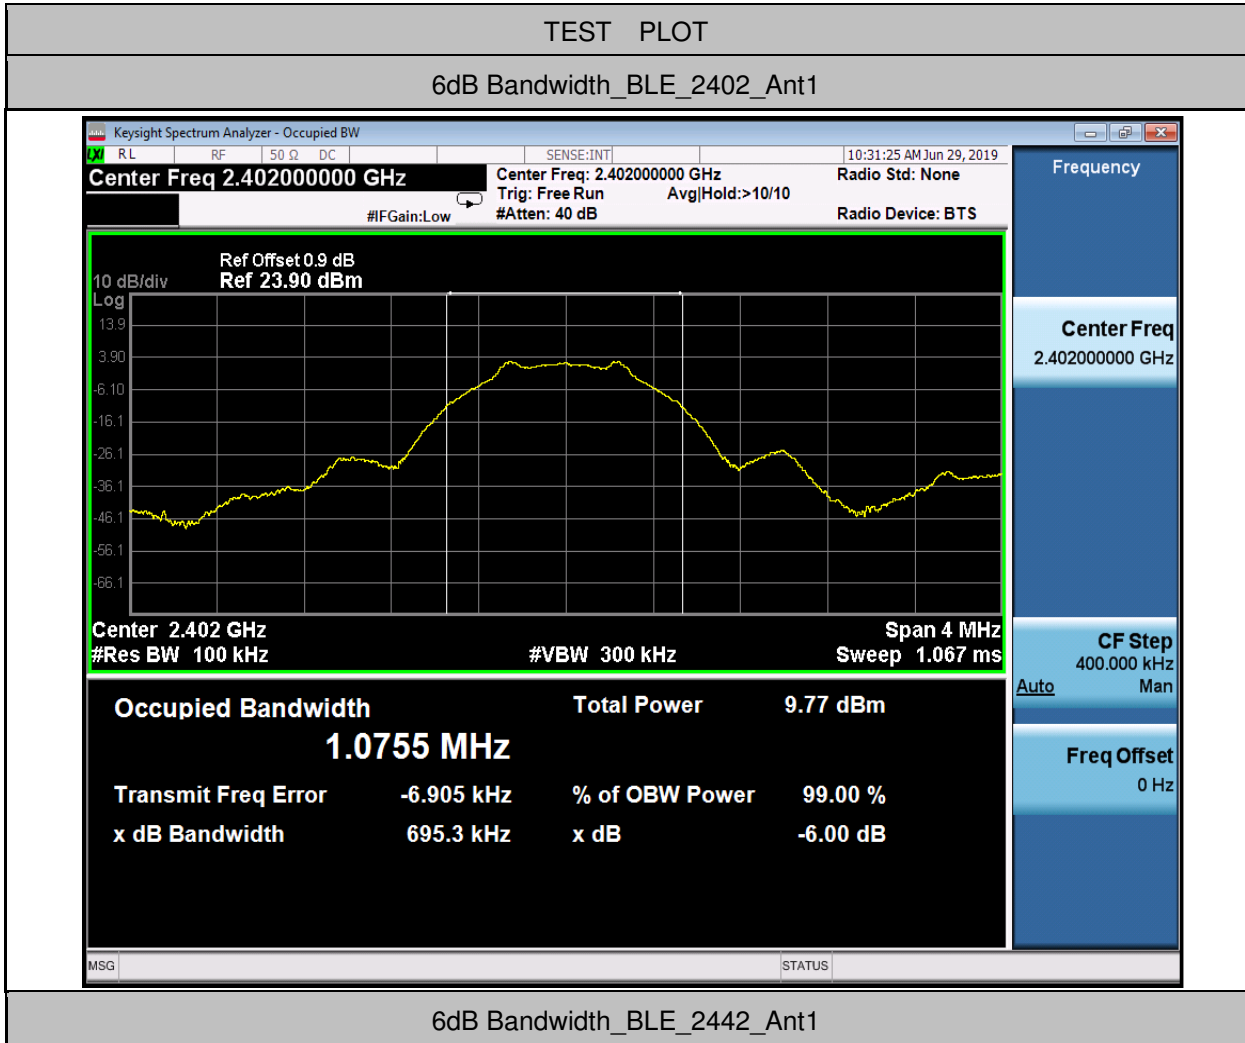 TEST PLOT
6dB Bandwidth_BLE_2402_Ant1
Keysight Spectrum Analyzer - Occupied BW
LXI RL RF 50 Ω DC SENSE:INT 10:31:25 AM Jun 29, 2019
Center Freq 2.402000000 GHz
Center Freq: 2.402000000 GHz Radio Std: None
Trig: Free Run Avg|Hold:>10/10
#IFGain:Low #Atten: 40 dB Radio Device: BTS
Ref Offset 0.9 dB
10 dB/div Ref 23.90 dBm
Log
13.9
3.90
-6.10
-16.1
-26.1
-36.1
-46.1
-56.1
-66.1
Center 2.402 GHz Span 4 MHz
#Res BW 100 kHz #VBW 300 kHz Sweep 1.067 ms
Occupied Bandwidth Total Power 9.77 dBm
1.0755 MHz
Transmit Freq Error -6.905 kHz % of OBW Power 99.00 %
x dB Bandwidth 695.3 kHz x dB -6.00 dB
MSG STATUS
Frequency
Center Freq
2.402000000 GHz
CF Step
400.000 kHz
Auto Man
Freq Offset
0 Hz
6dB Bandwidth_BLE_2442_Ant1